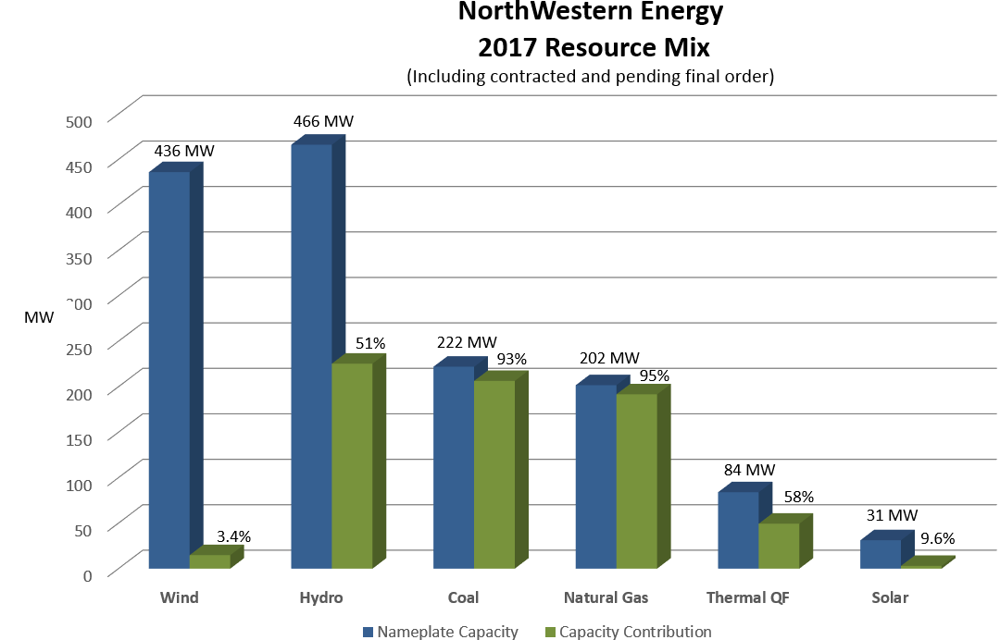 NorthWestern Energy
2017 Resource Mix
(Including contracted and pending final order)
500
450
400
350
250
200
150
100
50
0
MW
436 MW
3.4%
466 MW
51%
222 MW
93%
202 MW
95%
84 MW
58%
31 MW
9.6%
Wind
Hydro
Coal
Natural Gas
Thermal QF
Solar
Nameplate Capacity
Capacity Contribution